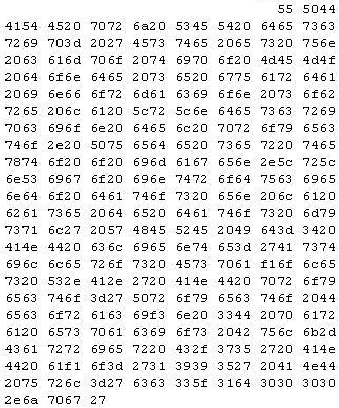 55 5044
4154 4520 7072 6a20 5345 5420 6465 7363
7269 703d 2027 4573 7465 2065 7320 756e
2063 616d 706f 2074 6970 6f20 4d45 4d4f
2064 6f6e 6465 2073 6520 6775 6172 6461
2069 6e66 6f72 6d61 6369 6f6e 2073 6f62
7265 206c 6120 5c72 5c6e 6465 7363 7269
7063 696f 6e20 6465 6c20 7072 6f79 6563
746f 2e20 5075 6564 6520 7365 7220 7465
7874 6f20 6f20 696d 6167 656e 2e5c 725c
6e53 6967 6f20 696e 7472 6f64 7563 6965
6e64 6f20 6461 746f 7320 656e 206c 6120
6261 7365 2064 6520 6461 746f 7320 6d79
7371 6c27 2057 4845 5245 2049 643d 3420
414e 4420 636c 6965 6e74 653d 2741 7374
696c 6c65 726f 7320 4573 7061 f16f 6c65
7320 532e 412e 2720 414e 4420 7072 6f79
6563 746f 3d27 5072 6f79 6563 746f 2044
6563 6f72 6163 69f3 6e20 3344 2070 6172
6120 6573 7061 6369 6f73 2042 756c 6b2d
4361 7272 6965 7220 432f 3735 2720 414e
4420 61f1 6f3d 2731 3939 3527 2041 4e44
2075 726c 3d27 6363 335f 3164 3030 3030
2e6a 7067 27